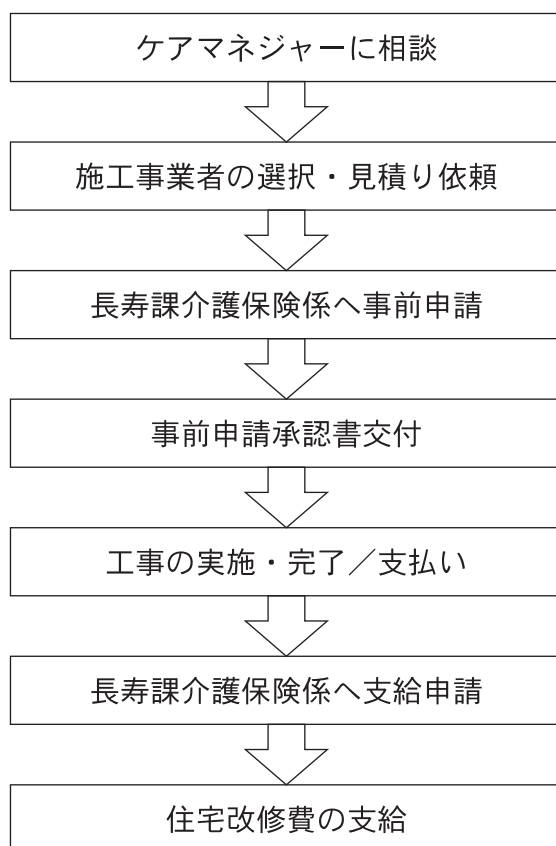 ケアマネジャーに相談
施工事業者の選択・見積り依頼
長寿課介護保険係へ事前申請
事前申請承認書交付
工事の実施・完了／支払い
長寿課介護保険係へ支給申請
住宅改修費の支給